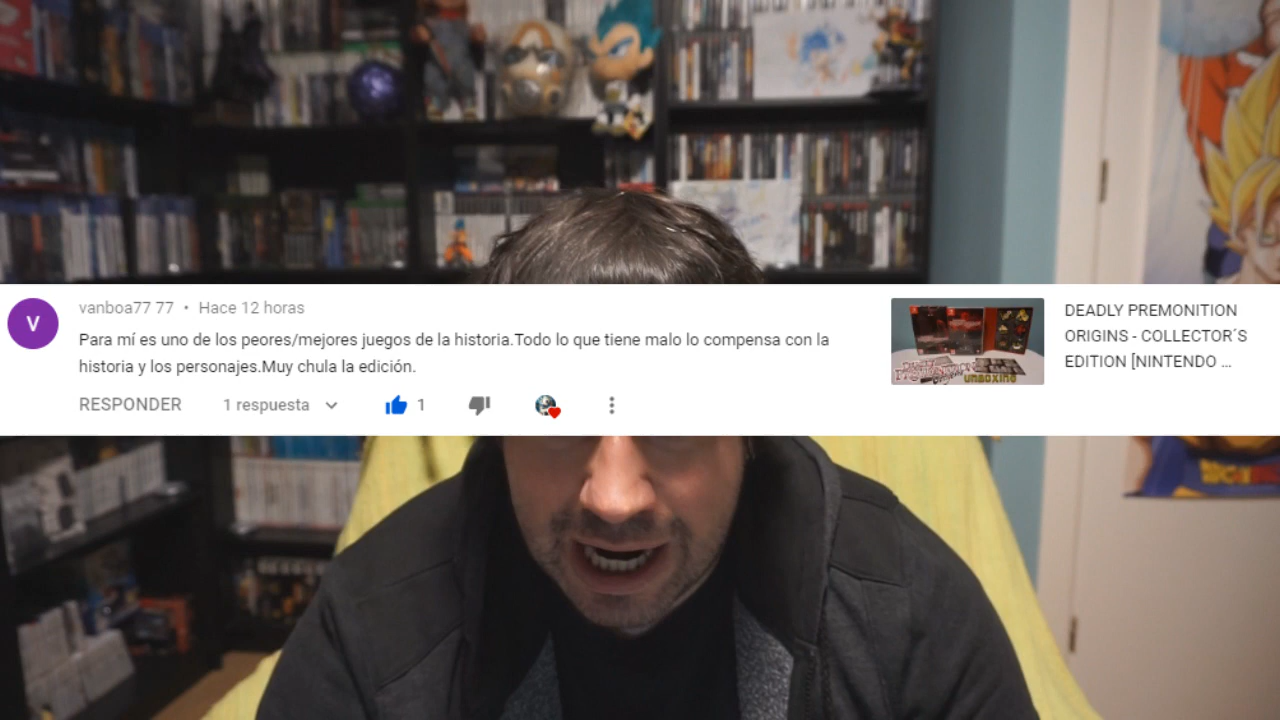 vanboa77 77 • Hace 12 horas
Para mí es uno de los peores/mejores juegos de la historia.Todo lo que tiene malo lo compensa con la
historia y los personajes.Muy chula la edición.
RESPONDER 1 respuesta 1
V
DEADLY PREMONITION
ORIGINS - COLLECTOR´S
EDITION [NINTENDO ...
unboxing